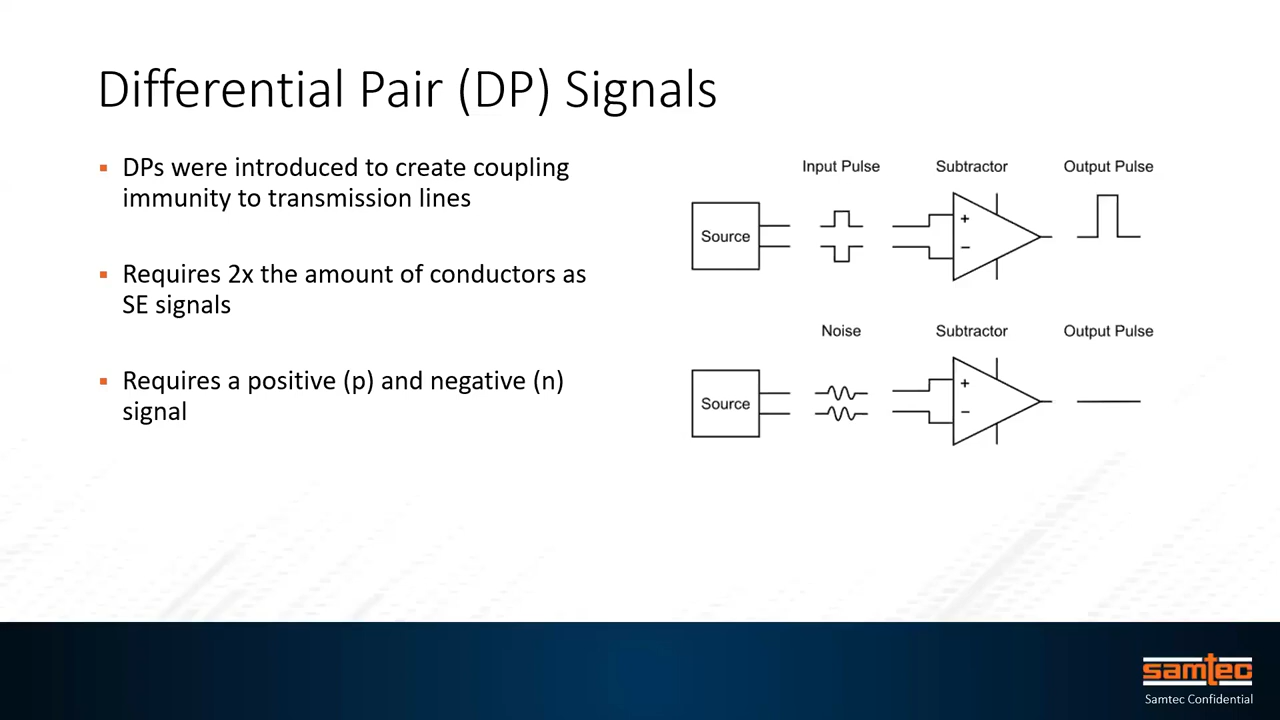 Differential Pair (DP) Signals
DPs were introduced to create coupling
immunity to transmission lines
Requires 2x the amount of conductors as
SE signals
Requires a positive (p) and negative (n)
signal
Input Pulse
Subtractor
Output Pulse
Source
+
−
Noise
Subtractor
Output Pulse
Source
+
−
samtec
Samtec Confidential